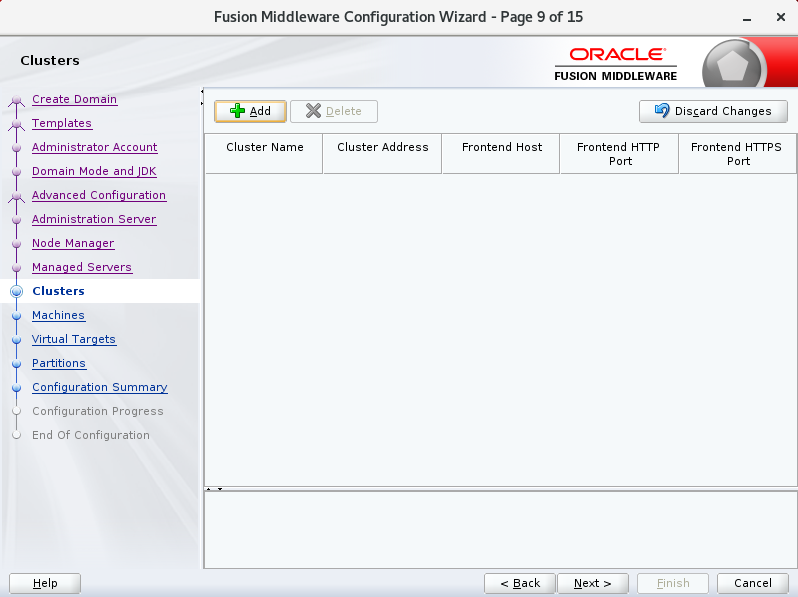 Fusion Middleware Configuration Wizard - Page 9 of 15
Clusters
ORACLE
FUSION MIDDLEWARE
Create Domain
Templates
Administrator Account
Domain Mode and JDK
Advanced Configuration
Administration Server
Node Manager
Managed Servers
Clusters
Machines
Virtual Targets
Partitions
Configuration Summary
Configuration Progress
End Of Configuration
Add
Delete
Discard Changes
Cluster Name
Cluster Address
Frontend Host
Frontend HTTP
Port
Frontend HTTPS
Port
Help
< Back
Next >
Finish
Cancel